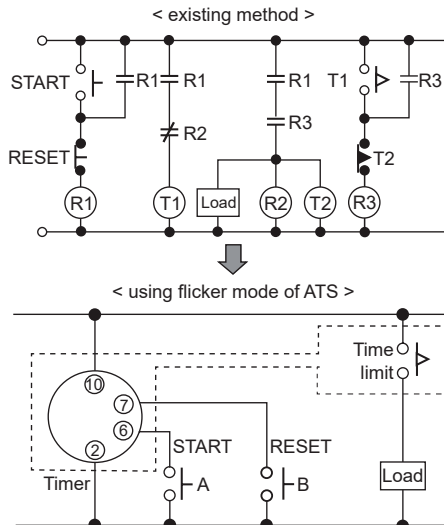 < existing method >
START R1 R1 R1 T1 R3
R2 R3
RESET T2
R1 T1 Load R2 T2 R3
< using flicker mode of ATS >
Time
limit
10
7
6
2
START RESET
Timer A B Load